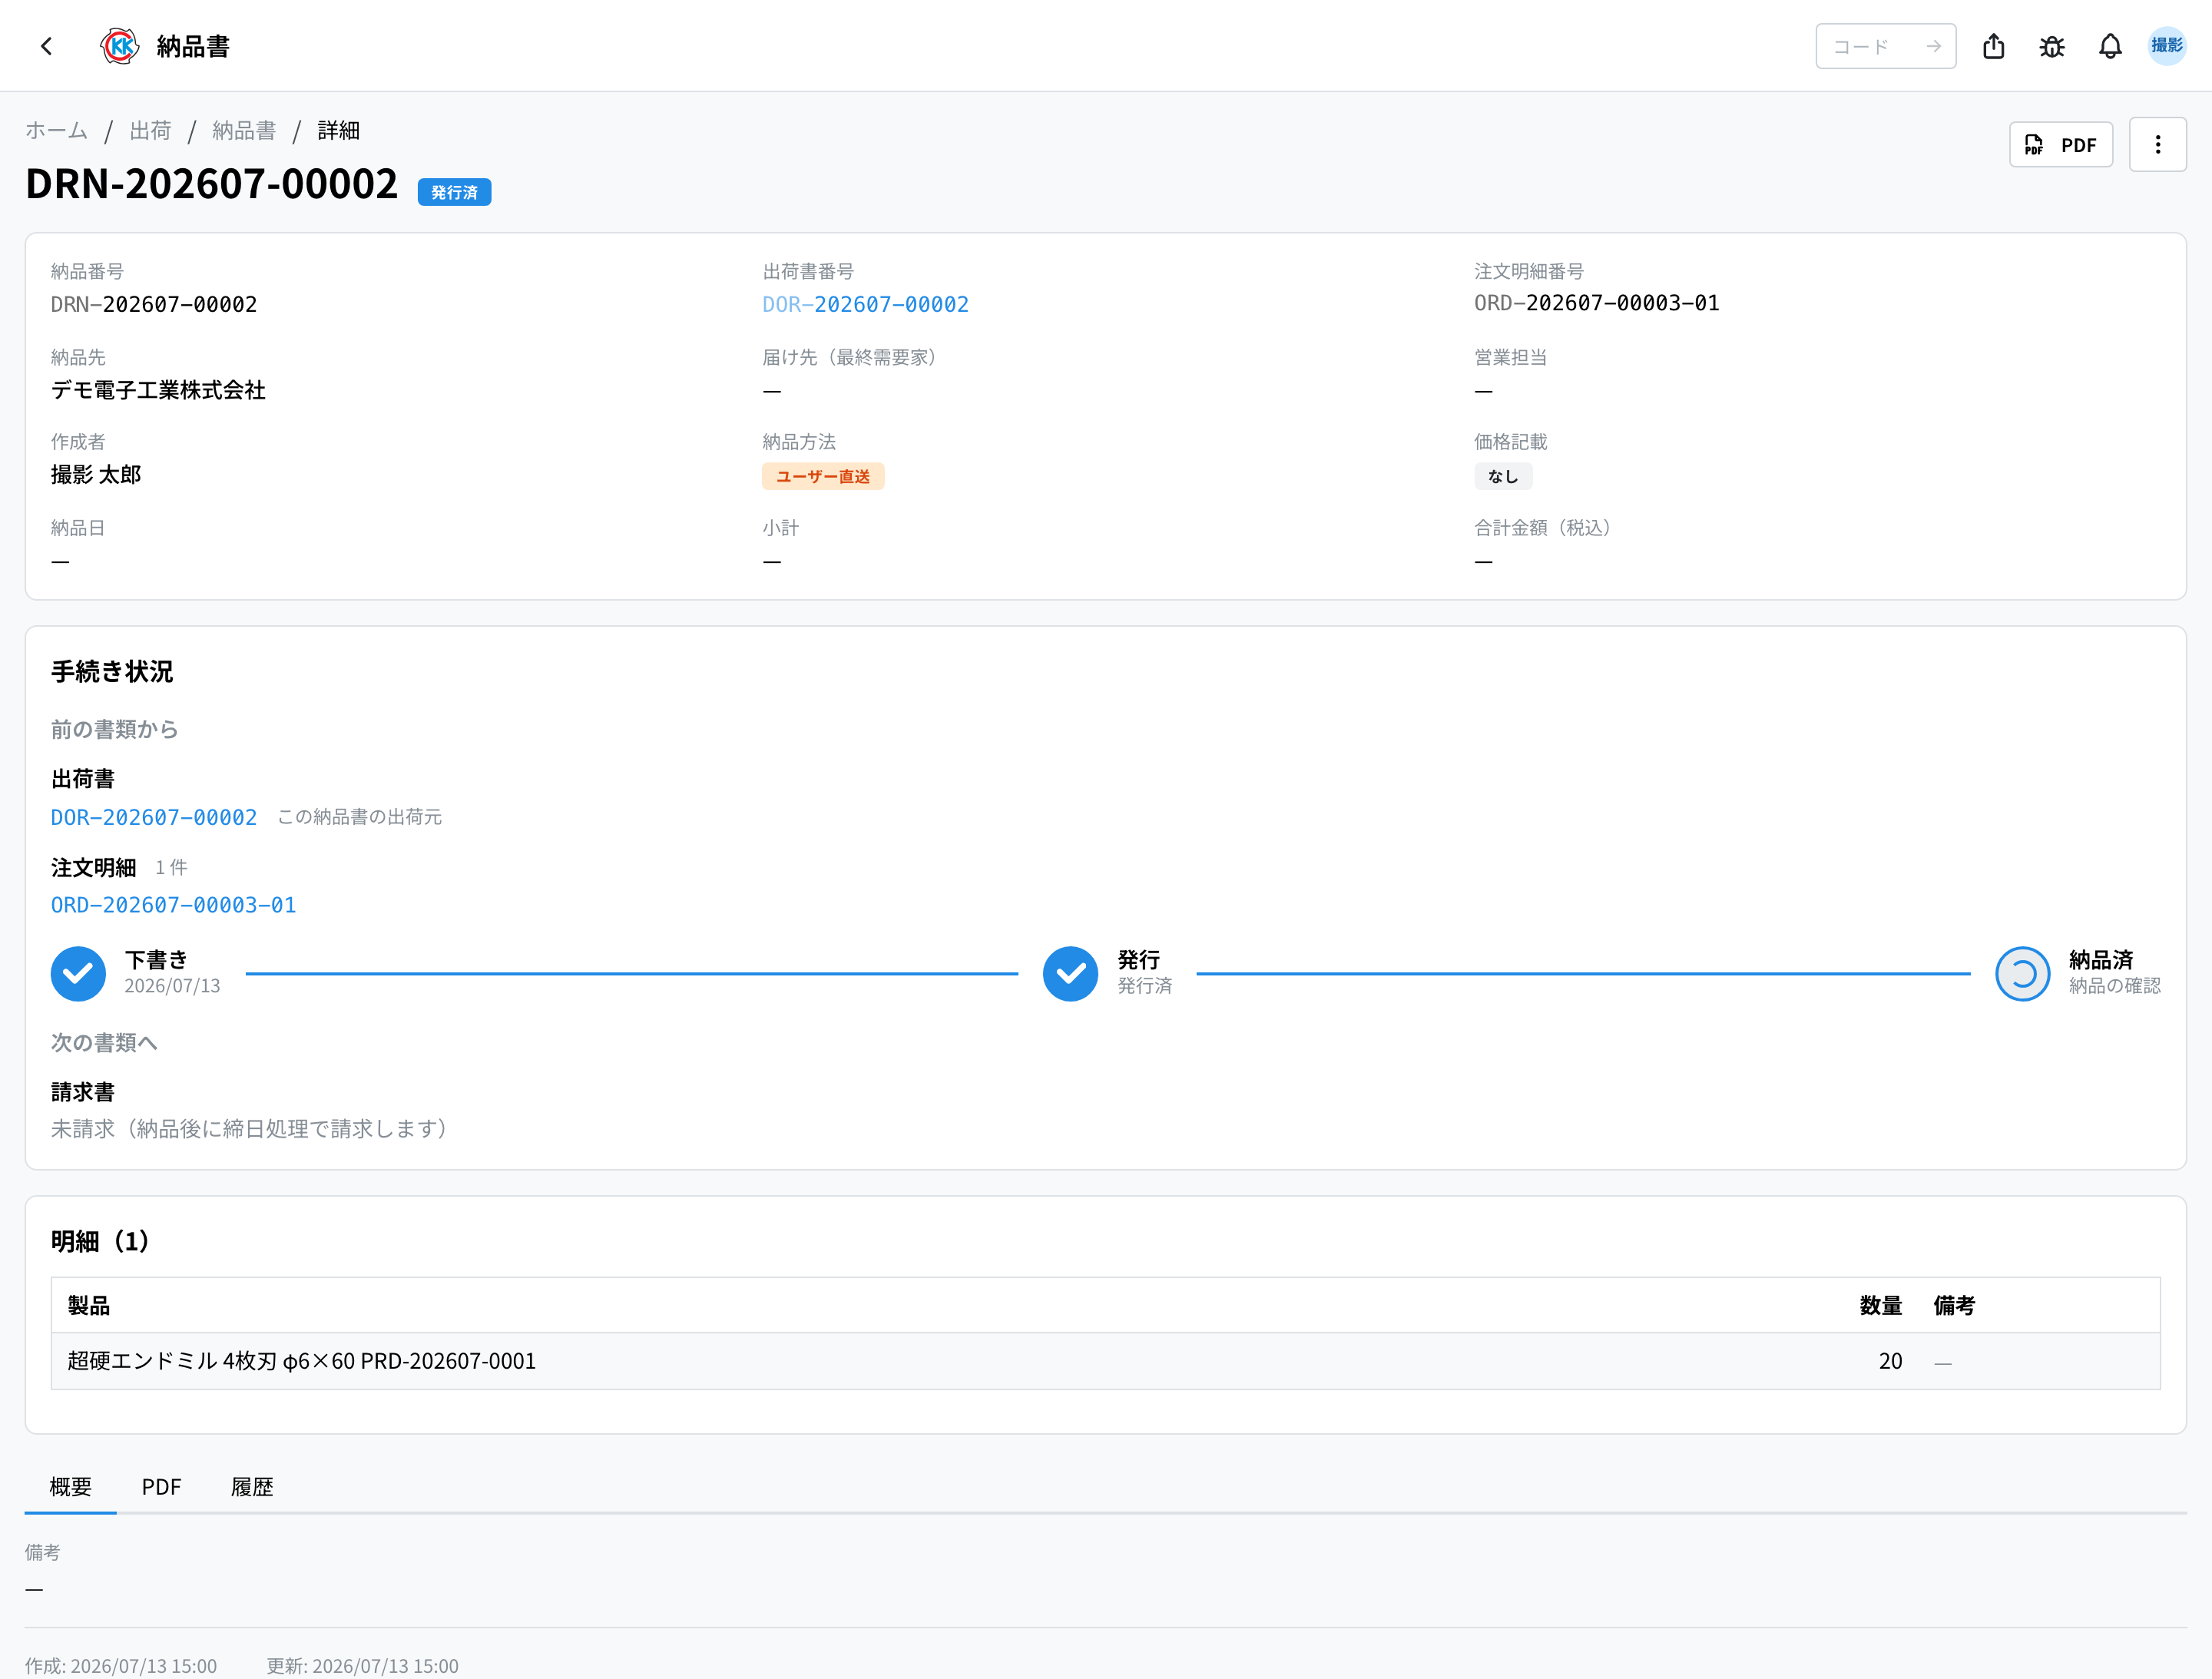 KK 納品書 コード 撮影
ホーム / 出荷 / 納品書 / 詳細
PDF PDF
DRN-202607-00002 発行済
納品番号 出荷書番号 注文明細番号
DRN-202607-00002 DOR-202607-00002 ORD-202607-00003-01
納品先 届け先（最終需要家） 営業担当
デモ電子工業株式会社 — —
作成者 納品方法 価格記載
撮影 太郎 ユーザー直送 なし
納品日 小計 合計金額（税込）
— — —
手続き状況
前の書類から
出荷書
DOR-202607-00002 この納品書の出荷元
注文明細 1 件
ORD-202607-00003-01
下書き 発行 納品済
2026/07/13 発行済 納品の確認
次の書類へ
請求書
未請求（納品後に締日処理で請求します）
明細（1）
製品 数量 備考
超硬エンドミル 4枚刃 φ6×60 PRD-202607-0001 20 —
概要 PDF 履歴
備考
—
作成: 2026/07/13 15:00 更新: 2026/07/13 15:00